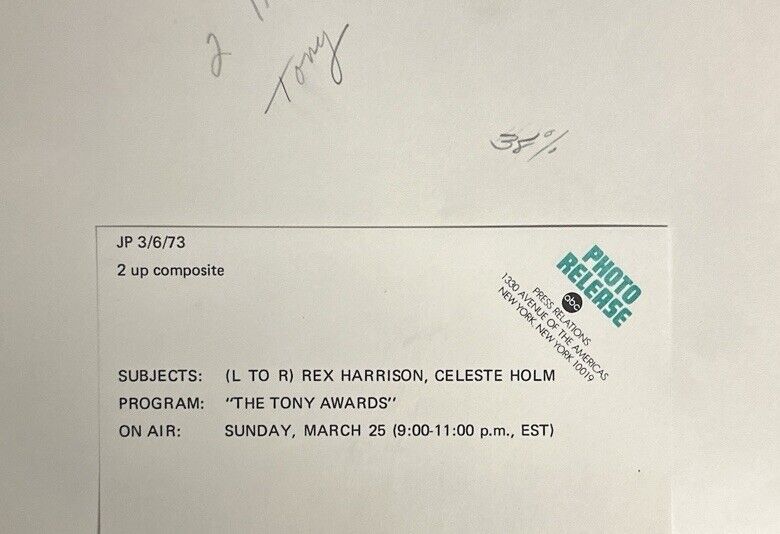 2
Tony
38%
JP 3/6/73
2 up composite
PHOTO
RELEASE
abc
PRESS RELATIONS
1330 AVENUE OF THE AMERICAS
NEW YORK, NEW YORK 10019
SUBJECTS: (L TO R) REX HARRISON, CELESTE HOLM
PROGRAM: "THE TONY AWARDS"
ON AIR: SUNDAY, MARCH 25 (9:00-11:00 p.m., EST)